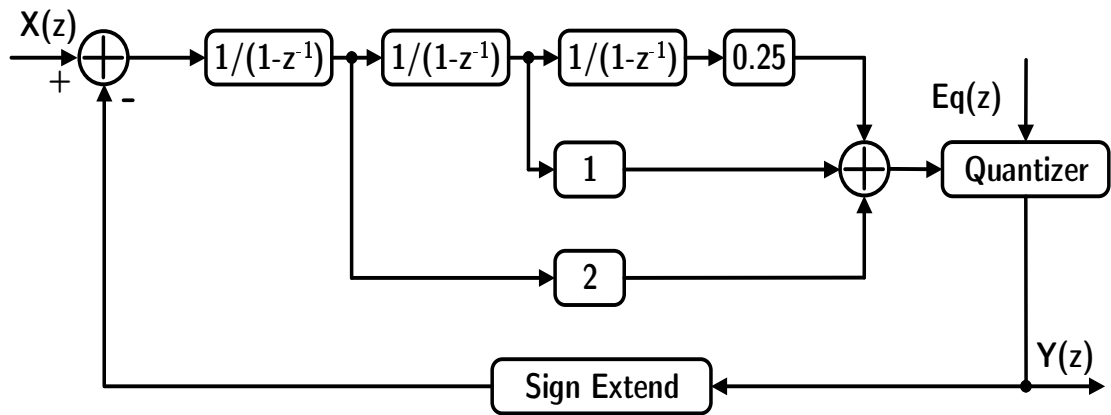 X(z)
+
-
1/(1-z⁻¹)
1/(1-z⁻¹)
1/(1-z⁻¹)
0.25
Eq(z)
1
Quantizer
2
Y(z)
Sign Extend